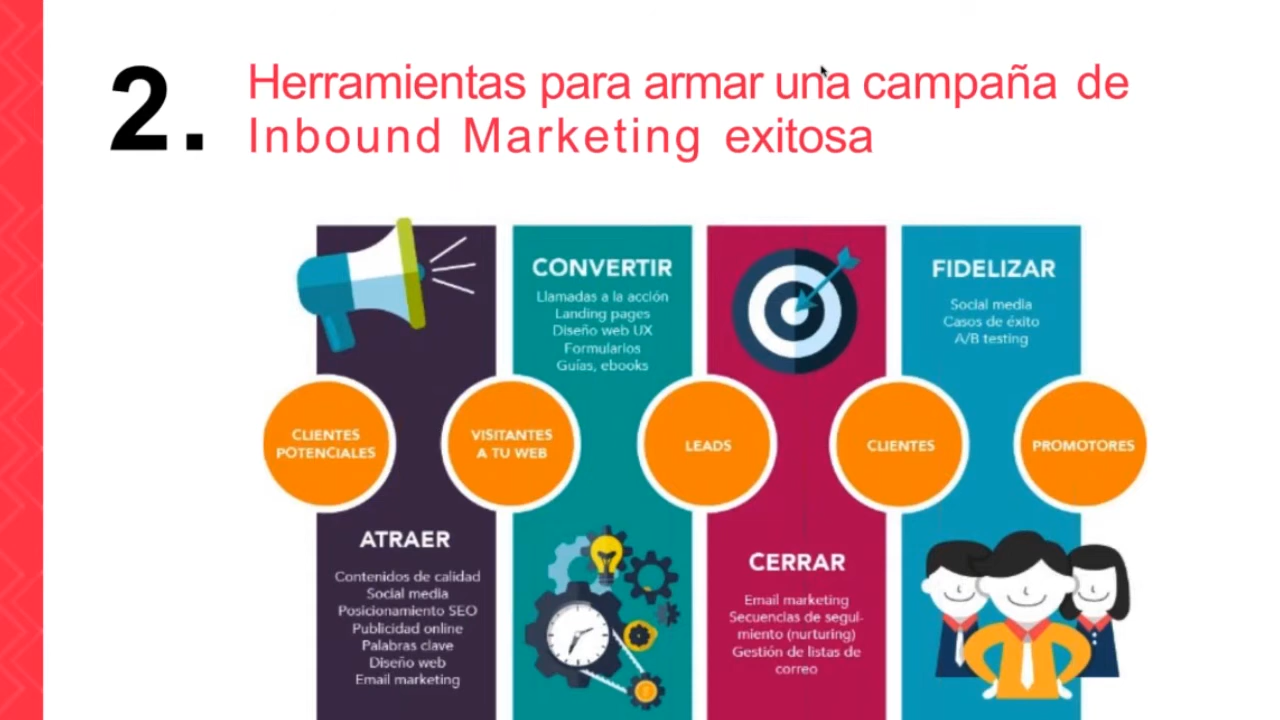 2.
Herramientas para armar una campaña de
Inbound Marketing exitosa
CONVERTIR
Llamadas a la acción
Landing pages
Diseño web UX
Formularios
Guías, ebooks
FIDELIZAR
Social media
Casos de éxito
A/B testing
CLIENTES
POTENCIALES
VISITANTES
A TU WEB
LEADS
CLIENTES
PROMOTORES
ATRAER
Contenidos de calidad
Social media
Posicionamiento SEO
Publicidad online
Palabras clave
Diseño web
Email marketing
CERRAR
Email marketing
Secuencias de segui-
miento (nurturing)
Gestión de listas de
correo